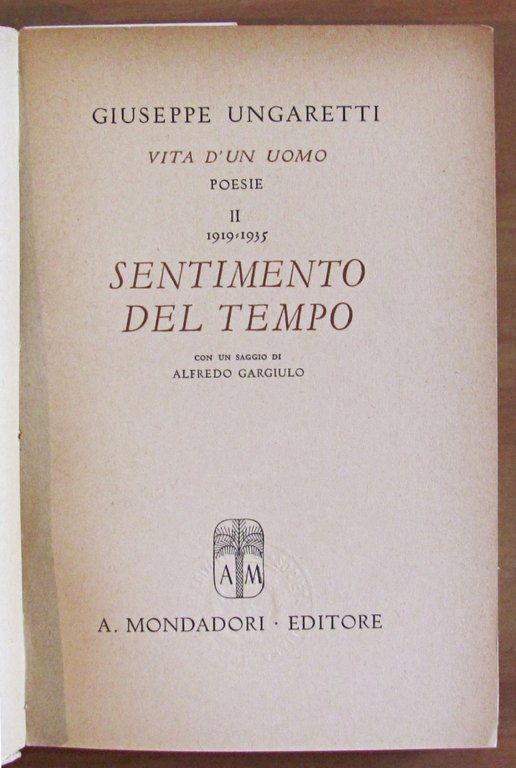 GIUSEPPE UNGARETTI
VITA D'UN UOMO
POESIE
II
1919-1935
SENTIMENTO
DEL TEMPO
CON UN SAGGIO DI
ALFREDO GARGIULO
A M
A. MONDADORI · EDITORE